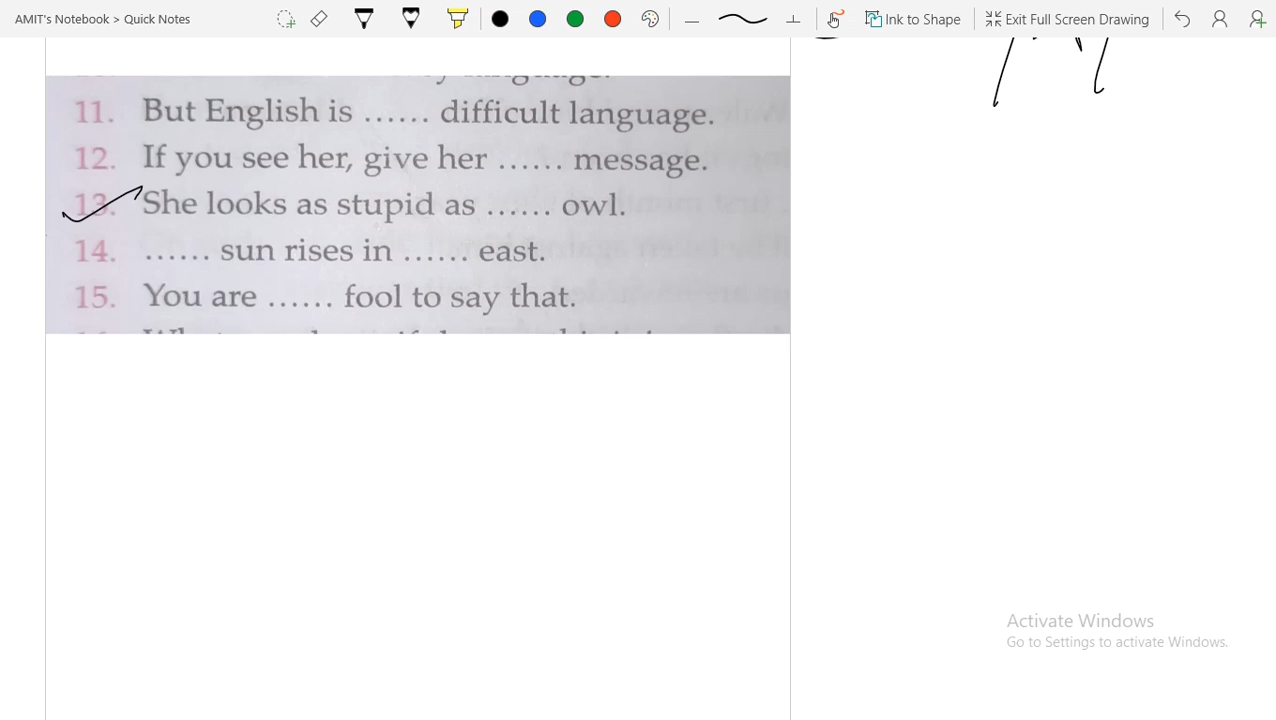 AMIT's Notebook > Quick Notes
Ink to Shape
Exit Full Screen Drawing
language.
11. But English is ...... difficult language.
12. If you see her, give her ...... message.
13. She looks as stupid as ...... owl.
14. ...... sun rises in ...... east.
15. You are ...... fool to say that.
Activate Windows
Go to Settings to activate Windows.